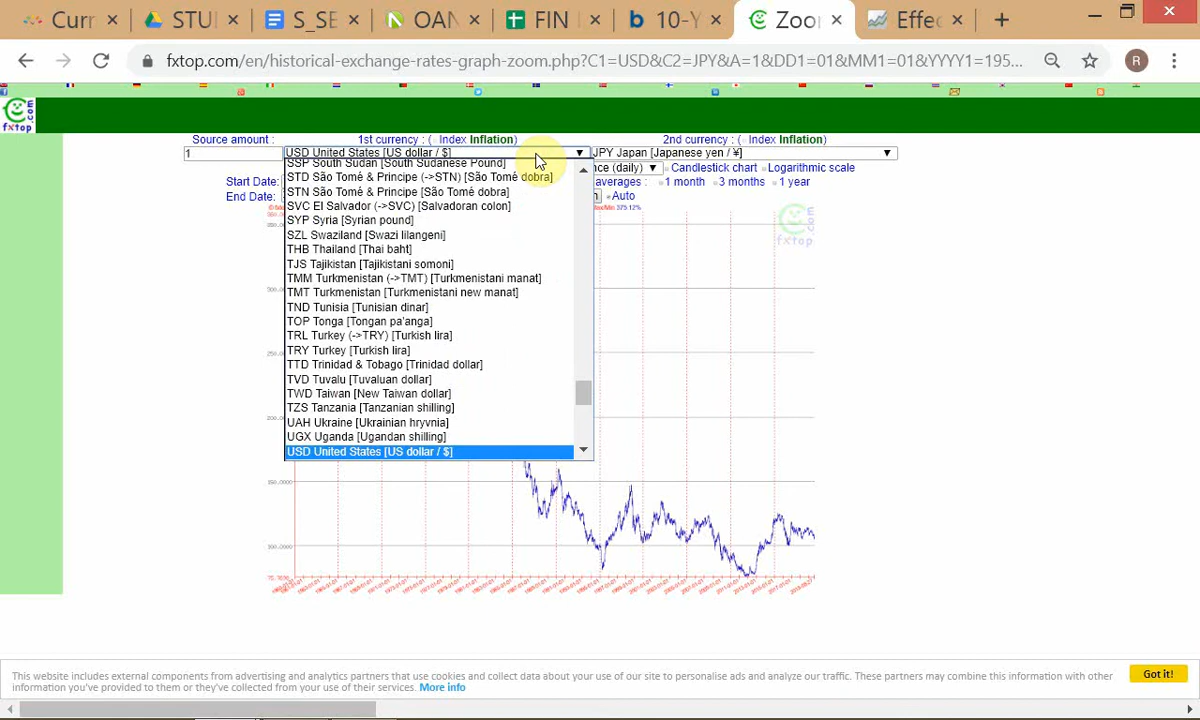 Curr
STUI
S_SE
OAN
FIN
10-Y
Zoo
Effec
fxtop.com/en/historical-exchange-rates-graph-zoom.php?C1=USD&C2=JPY&A=1&DD1=01&MM1=01&YYYY1=195...
R
fxtop.com
Source amount : 1st currency : ( Index Inflation) 2nd currency : ( Index Inflation)
1 USD United States [US dollar / $] JPY Japan [Japanese yen / ¥]
SSP South Sudan [South Sudanese Pound] nce (daily) Candlestick chart Logarithmic scale
STD São Tomé & Principe (->STN) [São Tomé dobra]
Start Date: averages : 1 month 3 months 1 year
STN São Tomé & Principe [São Tomé dobra]
End Date: n Auto
SVC El Salvador (->SVC) [Salvadoran colon]
375.12%
SYP Syria [Syrian pound]
fxtop.com
SZL Swaziland [Swazi lilangeni]
THB Thailand [Thai baht]
TJS Tajikistan [Tajikistani somoni]
TMM Turkmenistan (->TMT) [Turkmenistani manat]
TMT Turkmenistan [Turkmenistani new manat]
TND Tunisia [Tunisian dinar]
TOP Tonga [Tongan pa'anga]
TRL Turkey (->TRY) [Turkish lira]
TRY Turkey [Turkish lira]
TTD Trinidad & Tobago [Trinidad dollar]
TVD Tuvalu [Tuvaluan dollar]
TWD Taiwan [New Taiwan dollar]
TZS Tanzania [Tanzanian shilling]
UAH Ukraine [Ukrainian hryvnia]
UGX Uganda [Ugandan shilling]
USD United States [US dollar / $]
This website includes external components from advertising and analytics partners that use cookies and collect data about your use of our site to personalise ads and analyze our traffic. These partners may combine this information with other
information you've provided to them or they've collected from your use of their services. More info
Got it!